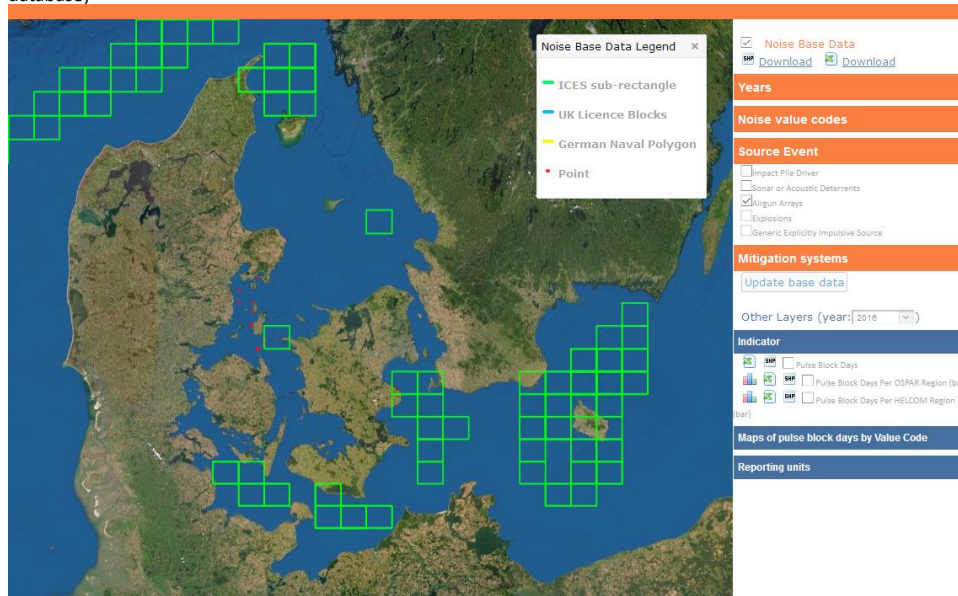 database)
Noise Base Data Legend ×
ICES sub-rectangle
UK Licence Blocks
German Naval Polygon
Point
Noise Base Data
SHP Download Download
Years
Noise value codes
Source Event
Impact Pile Driver
Sonar or Acoustic Deterrents
Airgun Arrays
Explosions
Generic Explicitly Impulsive Source
Mitigation systems
Update base data
Other Layers (year: 2016 )
Indicator
SHP Pulse Block Days
SHP Pulse Block Days Per OSPAR Region (ba
SHP Pulse Block Days Per HELCOM Region
(bar)
Maps of pulse block days by Value Code
Reporting units